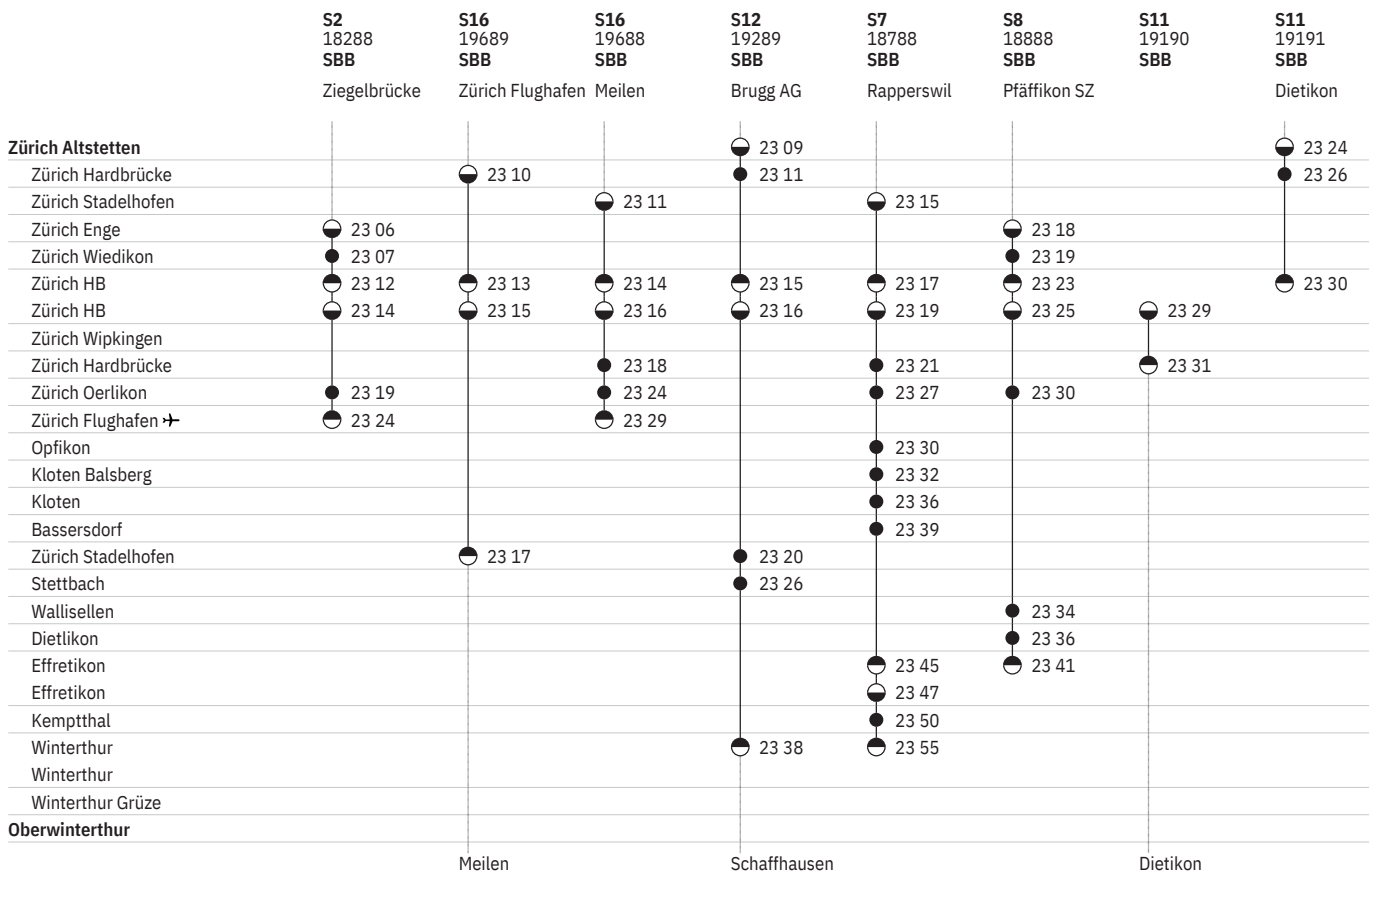 S2 S16 S16 S12 S7 S8 S11 S11
18288 19689 19688 19289 18788 18888 19190 19191
SBB SBB SBB SBB SBB SBB SBB SBB
Ziegelbrücke Zürich Flughafen Meilen Brugg AG Rapperswil Pfäffikon SZ Dietikon
Zürich Altstetten 23 09 23 24
Zürich Hardbrücke 23 10 23 11 23 26
Zürich Stadelhofen 23 11 23 15
Zürich Enge 23 06 23 18
Zürich Wiedikon 23 07 23 19
Zürich HB 23 12 23 13 23 14 23 15 23 17 23 23 23 30
Zürich HB 23 14 23 15 23 16 23 16 23 19 23 25 23 29
Zürich Wipkingen
Zürich Hardbrücke 23 18 23 21 23 31
Zürich Oerlikon 23 19 23 24 23 27 23 30
Zürich Flughafen 23 24 23 29
Opfikon 23 30
Kloten Balsberg 23 32
Kloten 23 36
Bassersdorf 23 39
Zürich Stadelhofen 23 17 23 20
Stettbach 23 26
Wallisellen 23 34
Dietlikon 23 36
Effretikon 23 45 23 41
Effretikon 23 47
Kemptthal 23 50
Winterthur 23 38 23 55
Winterthur
Winterthur Grüze
Oberwinterthur
Meilen Schaffhausen Dietikon